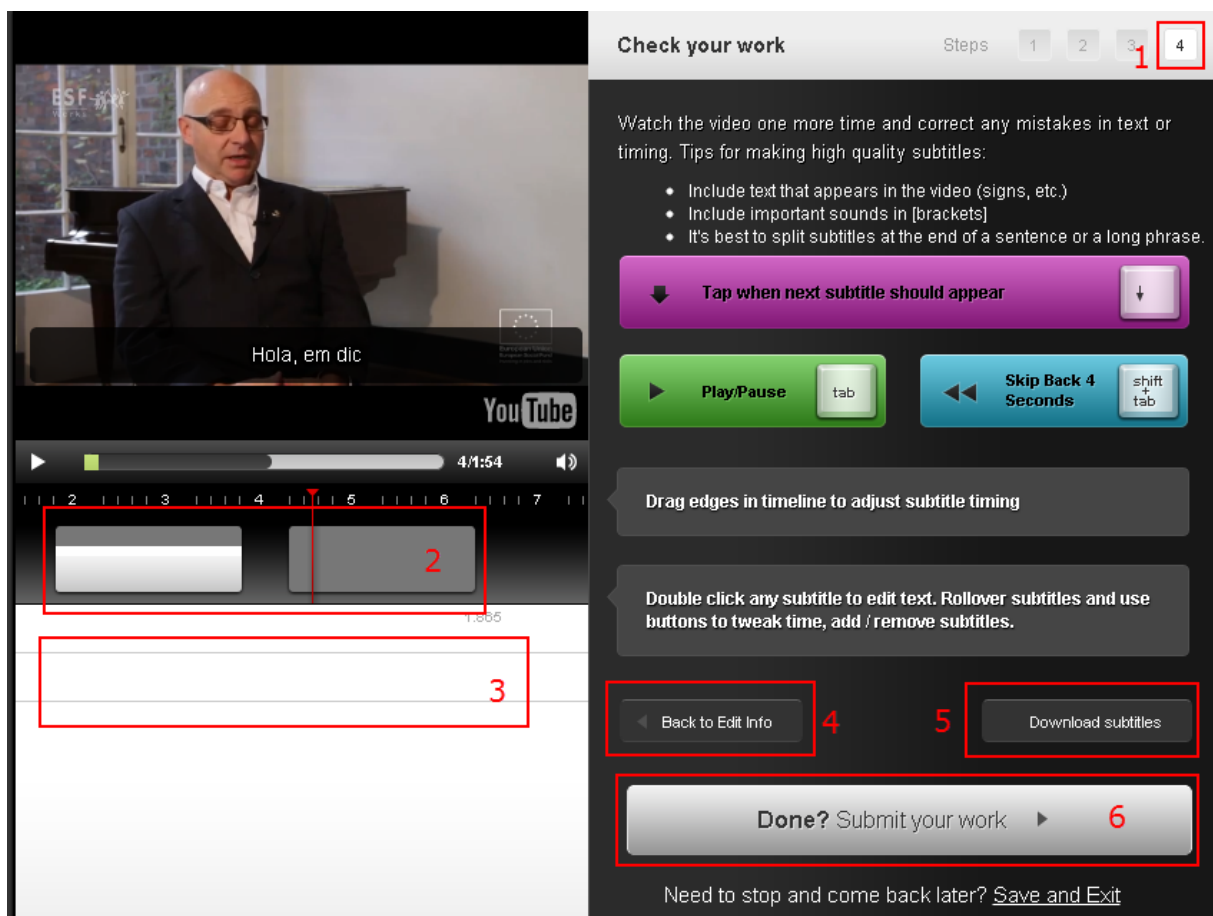 ESF
WORKS
Hola, em dic
YouTube
4/1:54
2 3 4 5 6 7
2
1.865
3
Check your work
Steps 1 2 3 4
1
Watch the video one more time and correct any mistakes in text or
timing. Tips for making high quality subtitles:
• Include text that appears in the video (signs, etc.)
• Include important sounds in [brackets]
• It's best to split subtitles at the end of a sentence or a long phrase.
Tap when next subtitle should appear
Play/Pause tab
Skip Back 4
Seconds
shift
+
tab
Drag edges in timeline to adjust subtitle timing
Double click any subtitle to edit text. Rollover subtitles and use
buttons to tweak time, add / remove subtitles.
Back to Edit Info 4
5 Download subtitles
Done? Submit your work 6
Need to stop and come back later? Save and Exit